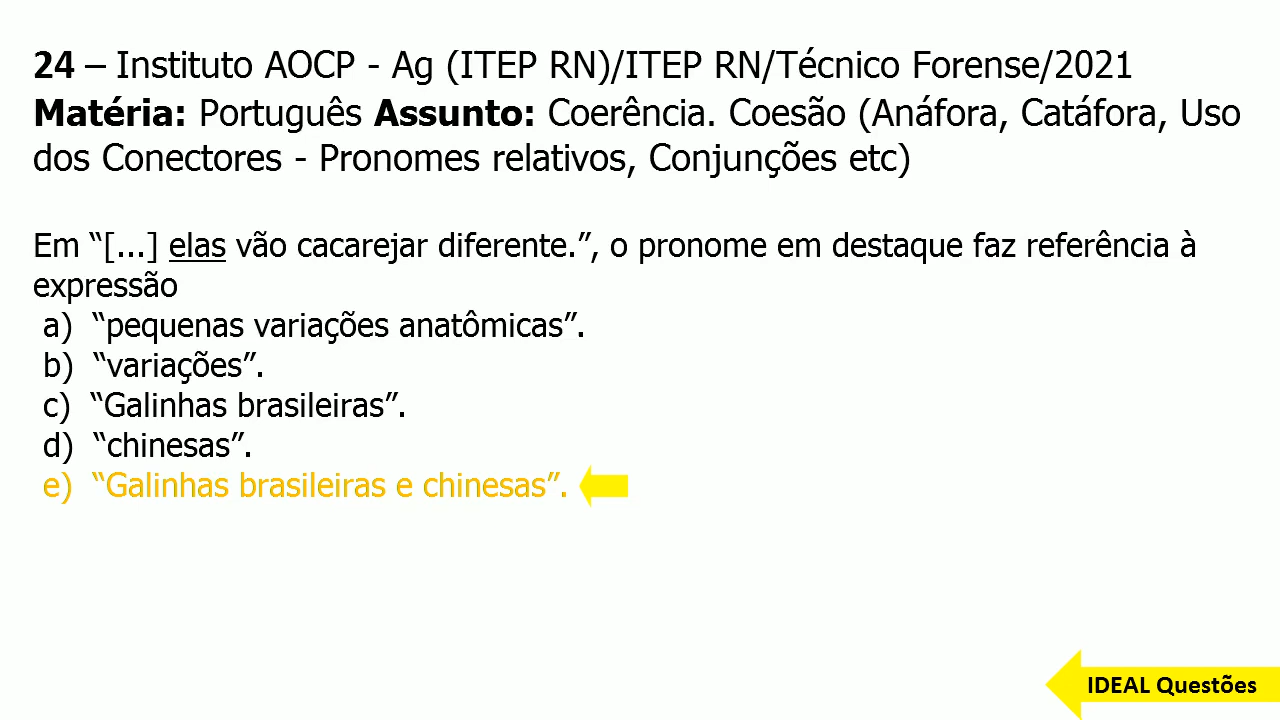 24 – Instituto AOCP - Ag (ITEP RN)/ITEP RN/Técnico Forense/2021
Matéria: Português Assunto: Coerência. Coesão (Anáfora, Catáfora, Uso
dos Conectores - Pronomes relativos, Conjunções etc)
Em “[...] elas vão cacarejar diferente.”, o pronome em destaque faz referência à
expressão
a) “pequenas variações anatômicas”.
b) “variações”.
c) “Galinhas brasileiras”.
d) “chinesas”.
e) “Galinhas brasileiras e chinesas”.
IDEAL Questões